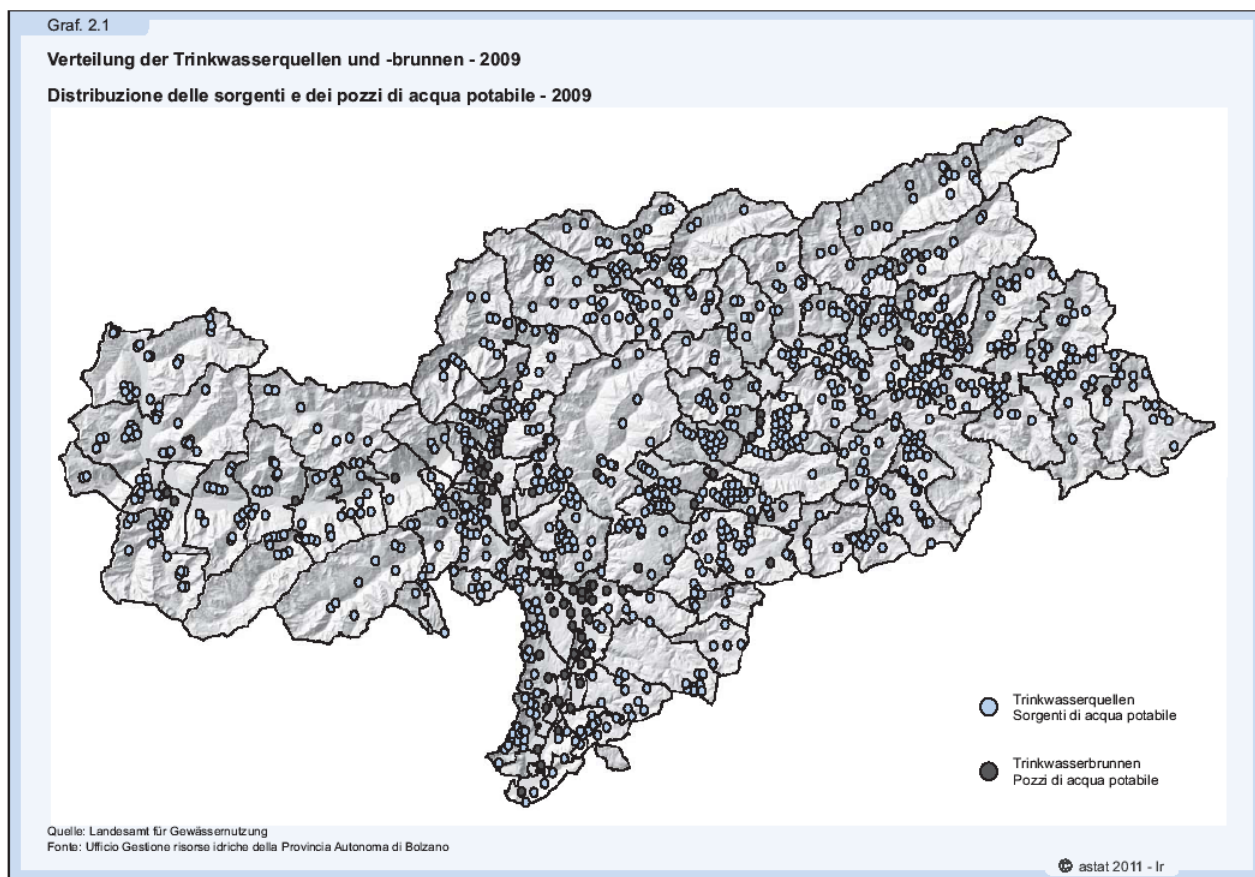 Graf. 2.1
Verteilung der Trinkwasserquellen und -brunnen - 2009
Distribuzione delle sorgenti e dei pozzi di acqua potabile - 2009
Trinkwasserquellen
Sorgenti di acqua potabile
Trinkwasserbrunnen
Pozzi di acqua potabile
Quelle: Landesamt für Gewässernutzung
Fonte: Ufficio Gestione risorse idriche della Provincia Autonoma di Bolzano
© astat 2011 - lr